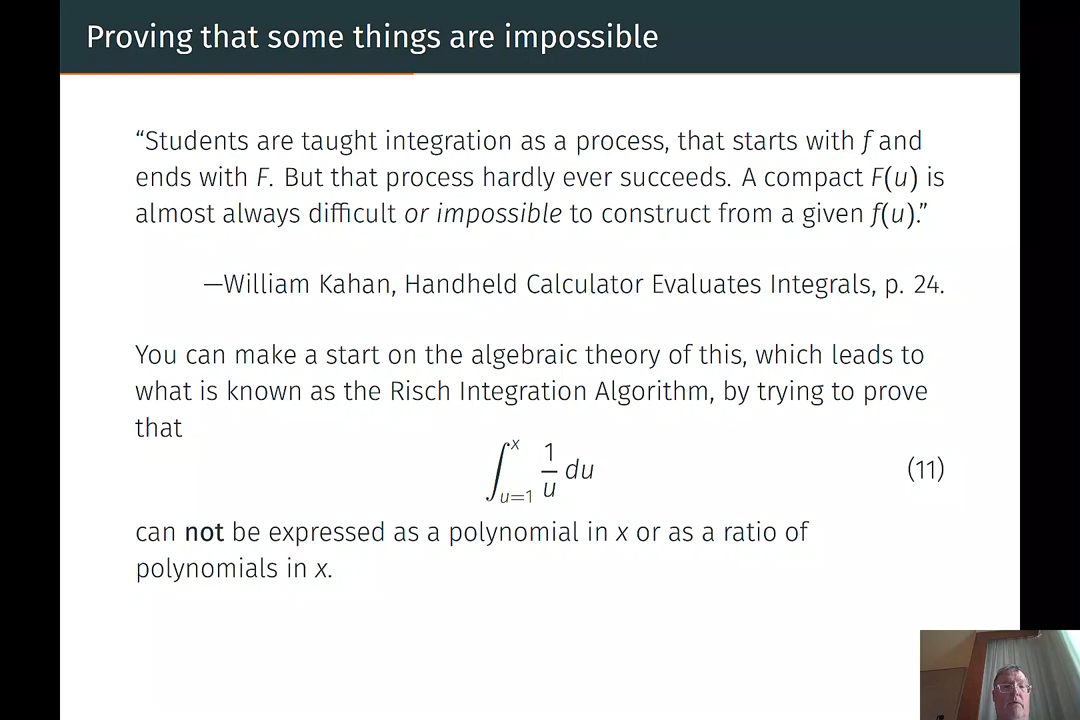 Proving that some things are impossible
“Students are taught integration as a process, that starts with f and
ends with F. But that process hardly ever succeeds. A compact F(u) is
almost always difficult or impossible to construct from a given f(u).”
—William Kahan, Handheld Calculator Evaluates Integrals, p. 24.
You can make a start on the algebraic theory of this, which leads to
what is known as the Risch Integration Algorithm, by trying to prove
that
∫_{u=1}^{x} 1/u du (11)
can not be expressed as a polynomial in x or as a ratio of
polynomials in x.